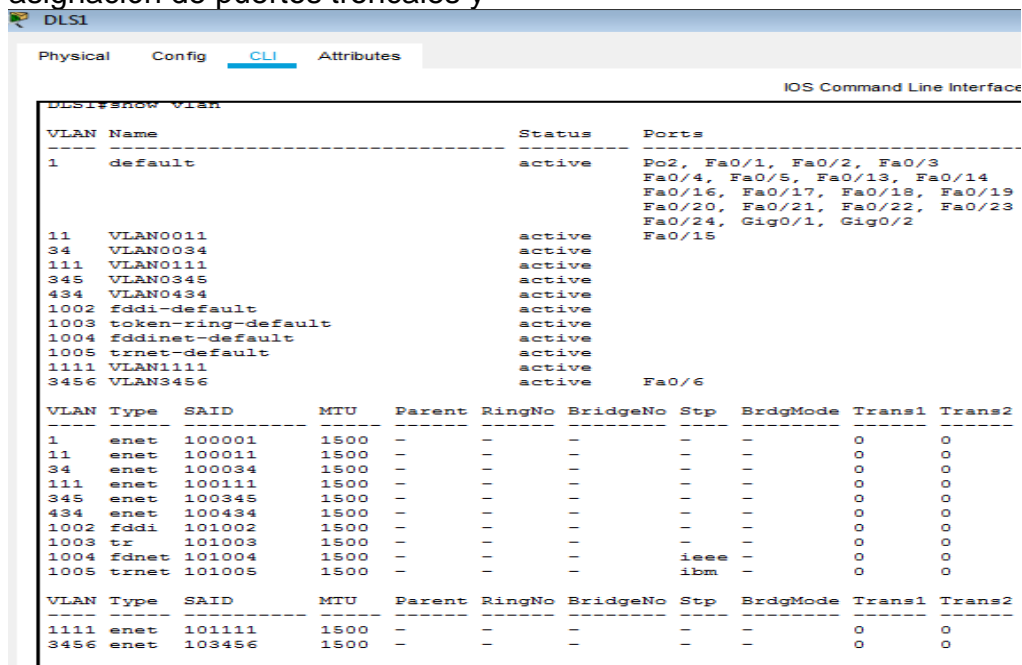 asignación de puertos troncales y
DLS1
Physical Config CLI Attributes
IOS Command Line Interface
DLS1#show vlan
VLAN Name Status Ports
---- -------------------------------- --------- -------------------------------
1 default active Po2, Fa0/1, Fa0/2, Fa0/3
Fa0/4, Fa0/5, Fa0/13, Fa0/14
Fa0/16, Fa0/17, Fa0/18, Fa0/19
Fa0/20, Fa0/21, Fa0/22, Fa0/23
Fa0/24, Gig0/1, Gig0/2
11 VLAN0011 active Fa0/15
34 VLAN0034 active
111 VLAN0111 active
345 VLAN0345 active
434 VLAN0434 active
1002 fddi-default active
1003 token-ring-default active
1004 fddinet-default active
1005 trnet-default active
1111 VLAN1111 active
3456 VLAN3456 active Fa0/6
VLAN Type SAID MTU Parent RingNo BridgeNo Stp BrdgMode Trans1 Trans2
---- ----- ---------- ----- ------ ------ -------- ---- -------- ------ ------
1 enet 100001 1500 - - - - - 0 0
11 enet 100011 1500 - - - - - 0 0
34 enet 100034 1500 - - - - - 0 0
111 enet 100111 1500 - - - - - 0 0
345 enet 100345 1500 - - - - - 0 0
434 enet 100434 1500 - - - - - 0 0
1002 fddi 101002 1500 - - - - - 0 0
1003 tr 101003 1500 - - - - - 0 0
1004 fdnet 101004 1500 - - - ieee - 0 0
1005 trnet 101005 1500 - - - ibm - 0 0
VLAN Type SAID MTU Parent RingNo BridgeNo Stp BrdgMode Trans1 Trans2
---- ----- ---------- ----- ------ ------ -------- ---- -------- ------ ------
1111 enet 101111 1500 - - - - - 0 0
3456 enet 103456 1500 - - - - - 0 0